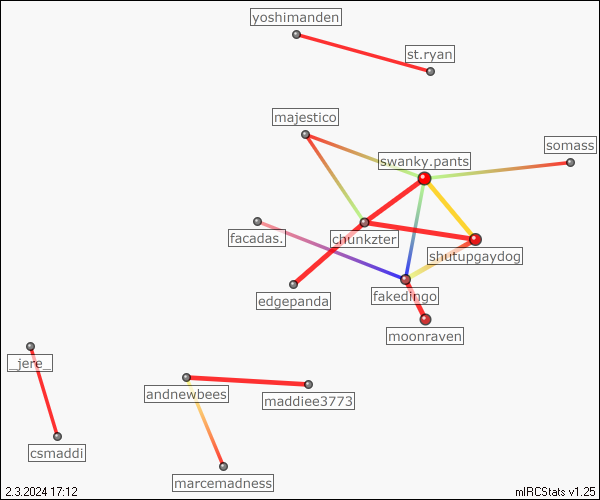 yoshimanden
st.ryan
majestico
somass
swanky.pants
facadas.
chunkzter
shutupgaydog
edgepanda
fakedingo
moonraven
_jere_
andnewbees
maddiee3773
csmaddi
marcemadness
2.3.2024 17:12
mIRCStats v1.25